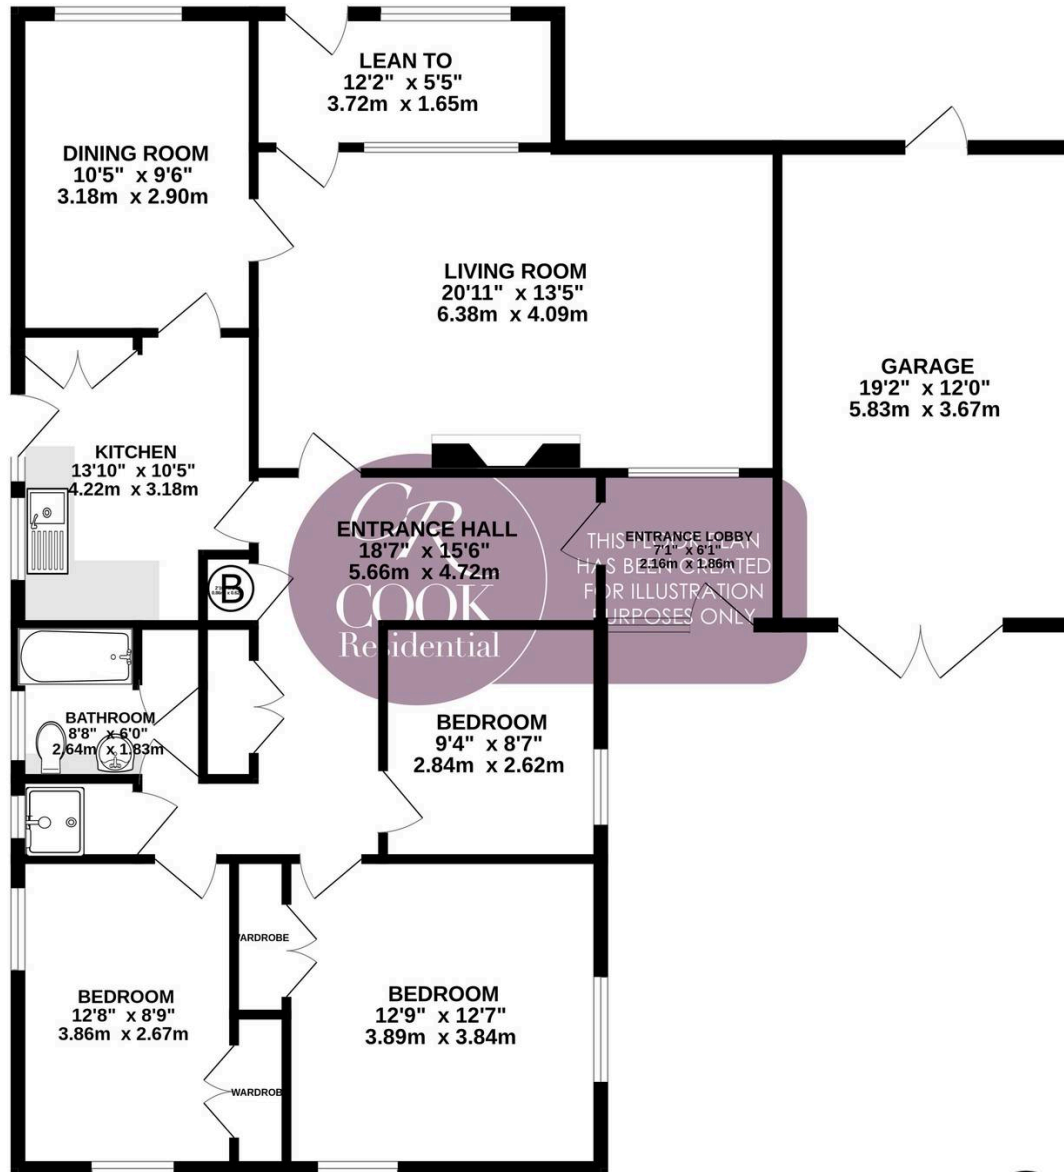 LEAN TO
12'2" x 5'5"
3.72m x 1.65m
DINING ROOM
10'5" x 9'6"
3.18m x 2.90m
LIVING ROOM
20'11" x 13'5"
6.38m x 4.09m
GARAGE
19'2" x 12'0"
5.83m x 3.67m
KITCHEN
13'10" x 10'5"
4.22m x 3.18m
ENTRANCE HALL
18'7" x 15'6"
5.66m x 4.72m
ENTRANCE LOBBY
7'1" x 6'1"
2.16m x 1.86m
CR
COOK
Residential
THIS FLOOR PLAN
HAS BEEN CREATED
FOR ILLUSTRATION
PURPOSES ONLY
B
BATHROOM
8'8" x 6'0"
2.64m x 1.83m
BEDROOM
9'4" x 8'7"
2.84m x 2.62m
WARDROBE
BEDROOM
12'8" x 8'9"
3.86m x 2.67m
BEDROOM
12'9" x 12'7"
3.89m x 3.84m
WARDROBE